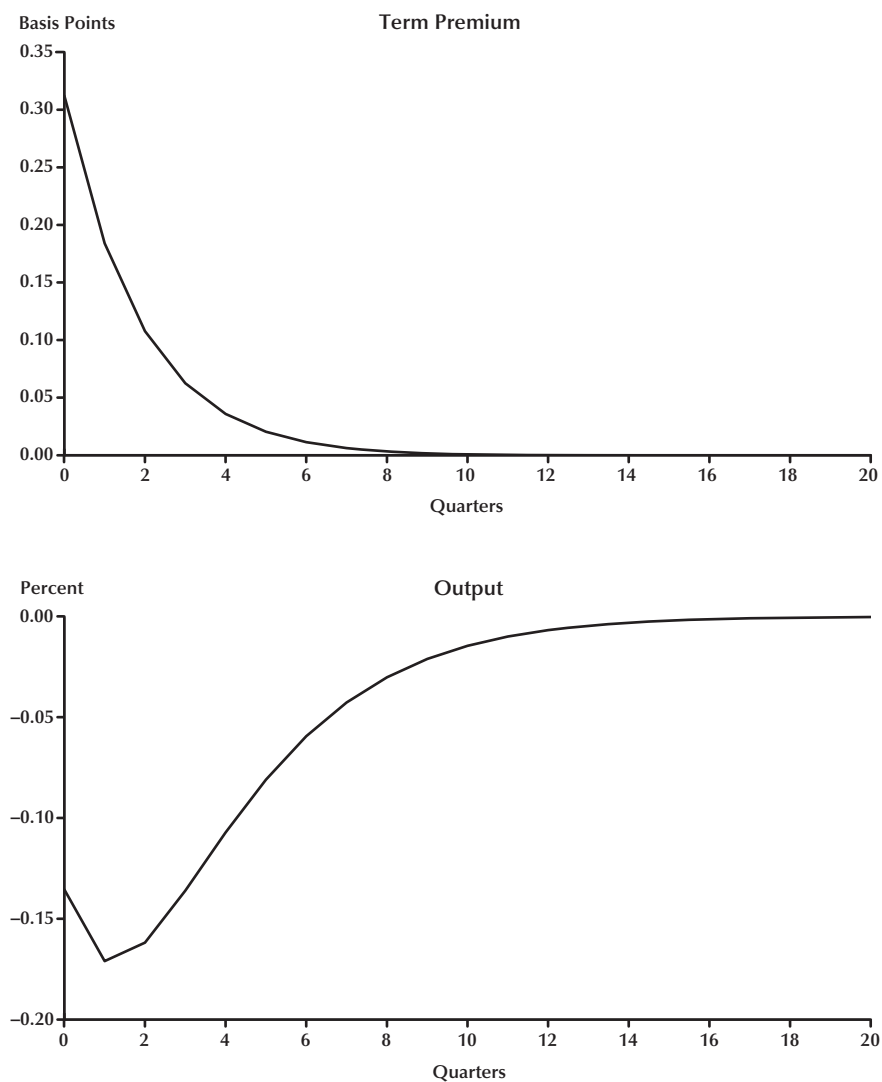 Basis Points
Term Premium
0.35
0.30
0.25
0.20
0.15
0.10
0.05
0.00
0 2 4 6 8 10 12 14 16 18 20
Quarters
Percent
Output
0.00
–0.05
–0.10
–0.15
–0.20
0 2 4 6 8 10 12 14 16 18 20
Quarters